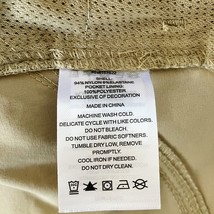 SHELL:
94% NYLON 6% ELASTANE
POCKET LINING:
100%POLYESTER
EXCLUSIVE OF DECORATION
MADE IN CHINA
MACHINE WASH COLD.
DELICATE CYCLE WITH LIKE COLORS.
DO NOT BLEACH.
DO NOT USE FABRIC SOFTENERS.
TUMBLE DRY LOW, REMOVE
PROMPTLY.
COOL IRON IF NEEDED.
DO NOT DRY CLEAN.